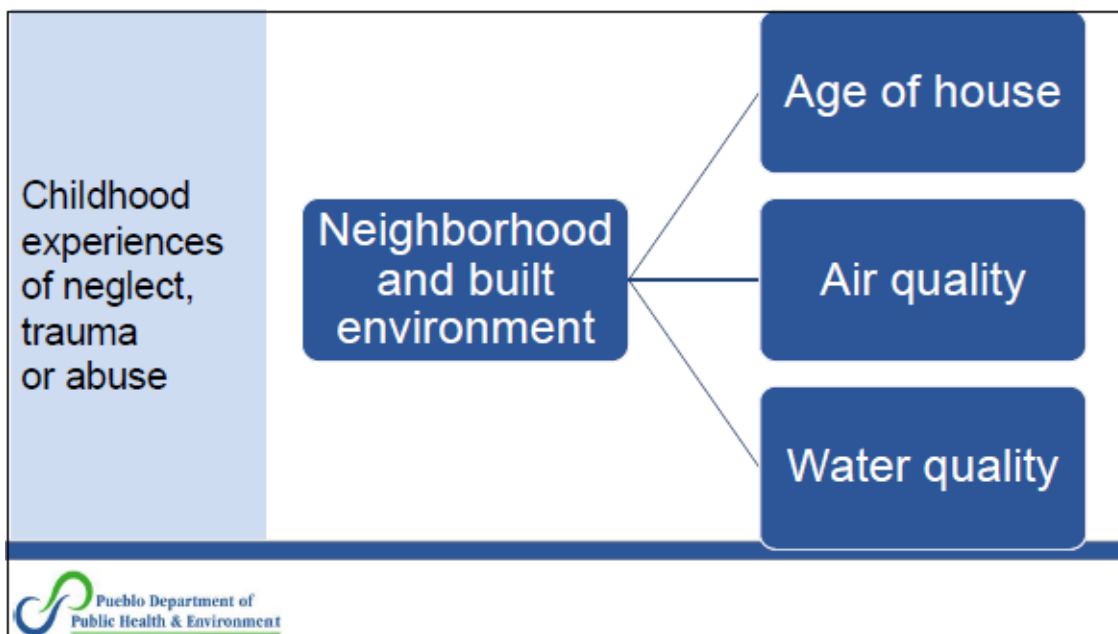 Childhood
experiences
of neglect,
trauma
or abuse
Neighborhood
and built
environment
Age of house
Air quality
Water quality
Pueblo Department of
Public Health & Environment